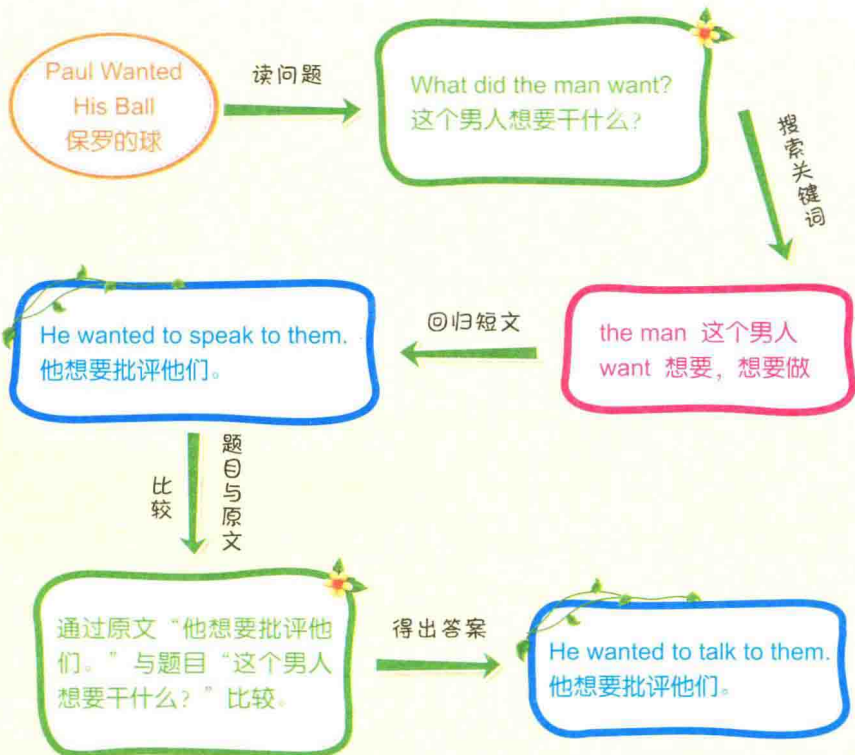 Paul Wanted
His Ball
保罗的球
读问题
What did the man want?
这个男人想要干什么？
搜索关键词
the man 这个男人
want 想要，想要做
回归短文
He wanted to speak to them.
他想要批评他们。
题目与原文
比较
通过原文“他想要批评他
们。”与题目“这个男人
想要干什么？”比较。
得出答案
He wanted to talk to them.
他想要批评他们。